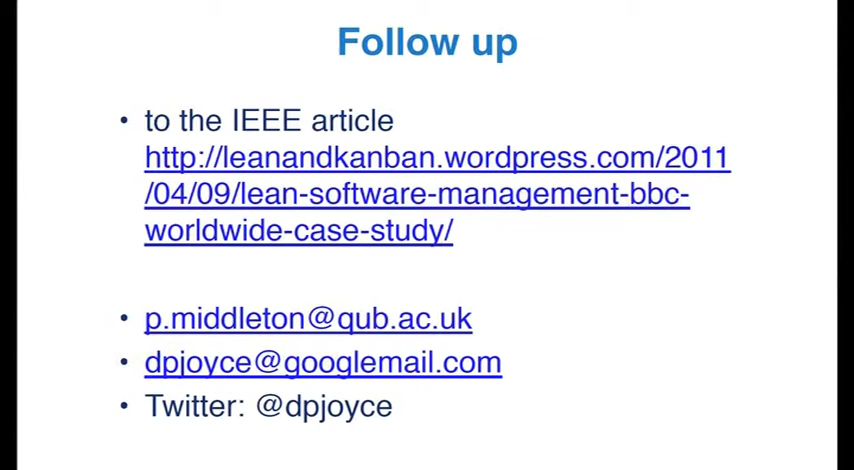 Follow up
• to the IEEE article
http://leanandkanban.wordpress.com/2011
/04/09/lean-software-management-bbc-
worldwide-case-study/
• p.middleton@qub.ac.uk
• dpjoyce@googlemail.com
• Twitter: @dpjoyce